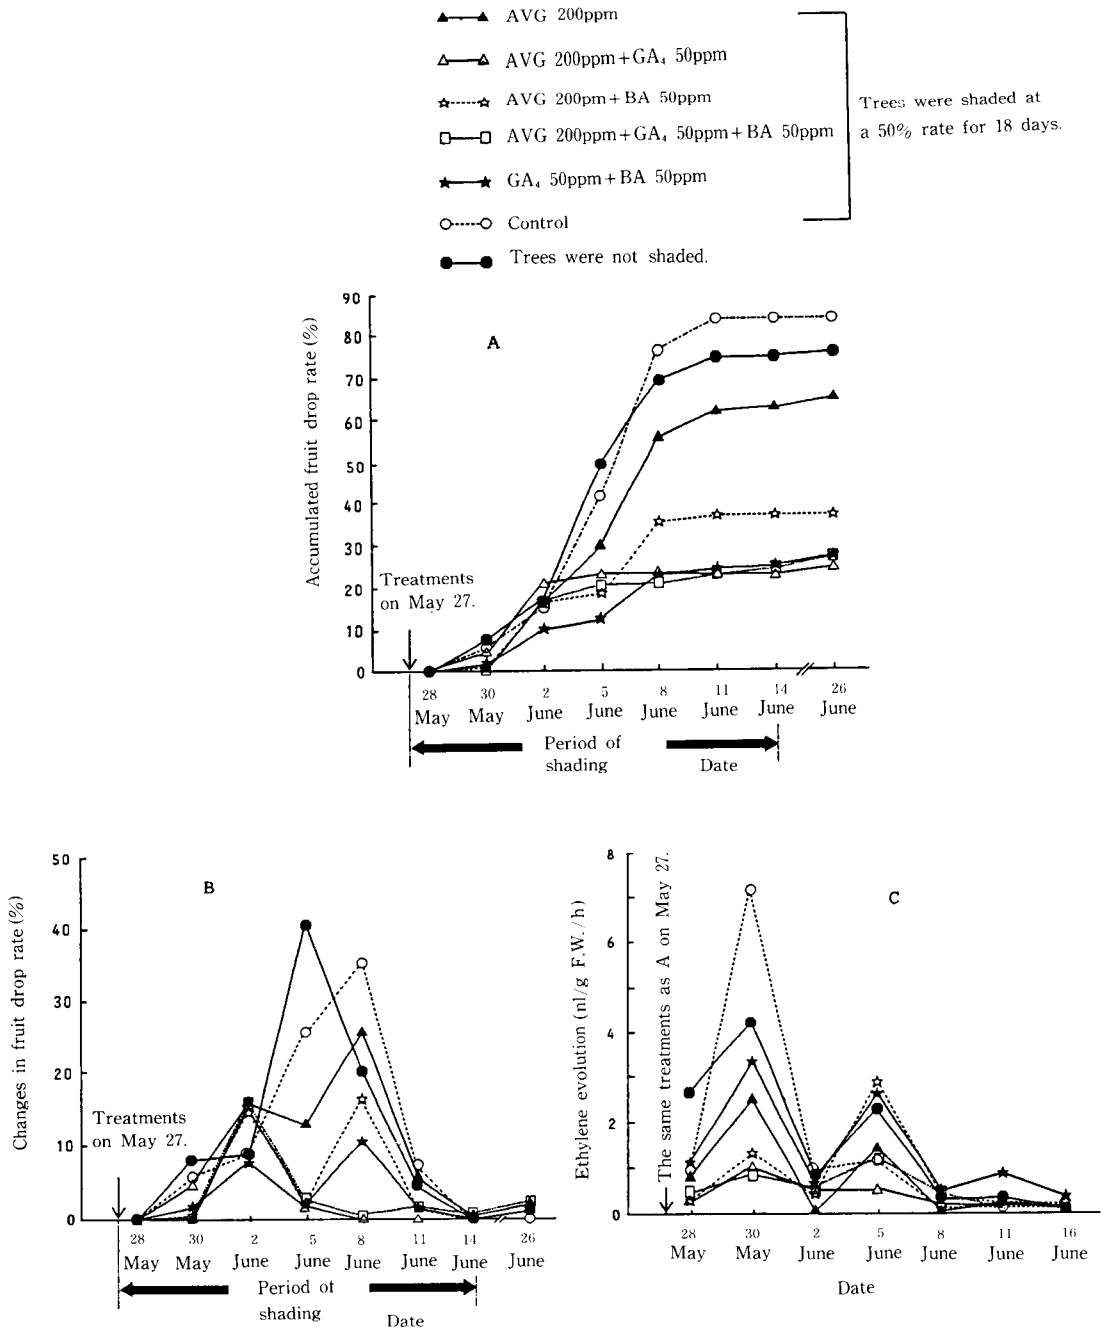 AVG 200ppm
AVG 200ppm+GA₄ 50ppm
AVG 200pm+BA 50ppm
AVG 200ppm+GA₄ 50ppm+BA 50ppm
GA₄ 50ppm+BA 50ppm
Control
Trees were not shaded.
Trees were shaded at
a 50% rate for 18 days.
A
Accumulated fruit drop rate (%)
90
80
70
60
50
40
30
20
10
0
Treatments
on May 27.
28 30 2 5 8 11 14 26
May May June June June June June June
Period of
shading
Date
B
Changes in fruit drop rate (%)
50
40
30
20
10
0
Treatments
on May 27.
28 30 2 5 8 11 14 26
May May June June June June June June
Period of
shading
Date
C
Ethylene evolution (nl/g F.W./h)
8
6
4
2
0
The same treatments as A on May 27.
28 30 2 5 8 11 16
May May June June June June June
Date